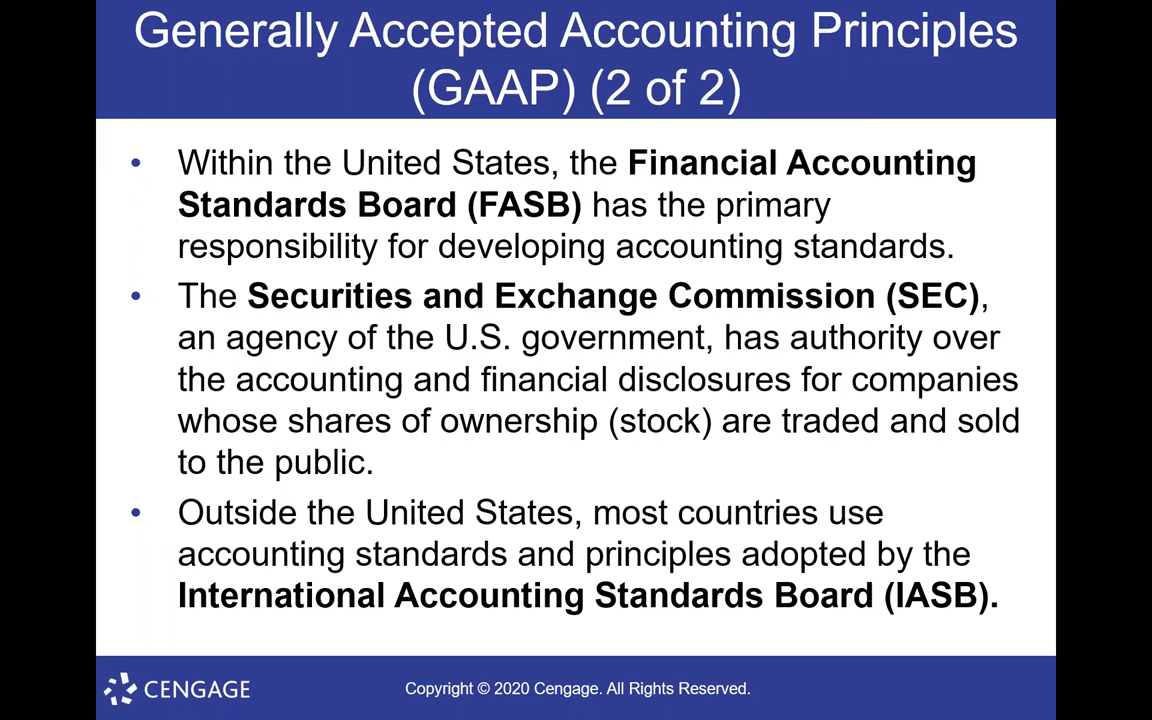 Generally Accepted Accounting Principles
(GAAP) (2 of 2)
• Within the United States, the Financial Accounting
Standards Board (FASB) has the primary
responsibility for developing accounting standards.
• The Securities and Exchange Commission (SEC),
an agency of the U.S. government, has authority over
the accounting and financial disclosures for companies
whose shares of ownership (stock) are traded and sold
to the public.
• Outside the United States, most countries use
accounting standards and principles adopted by the
International Accounting Standards Board (IASB).
CENGAGE
Copyright © 2020 Cengage. All Rights Reserved.